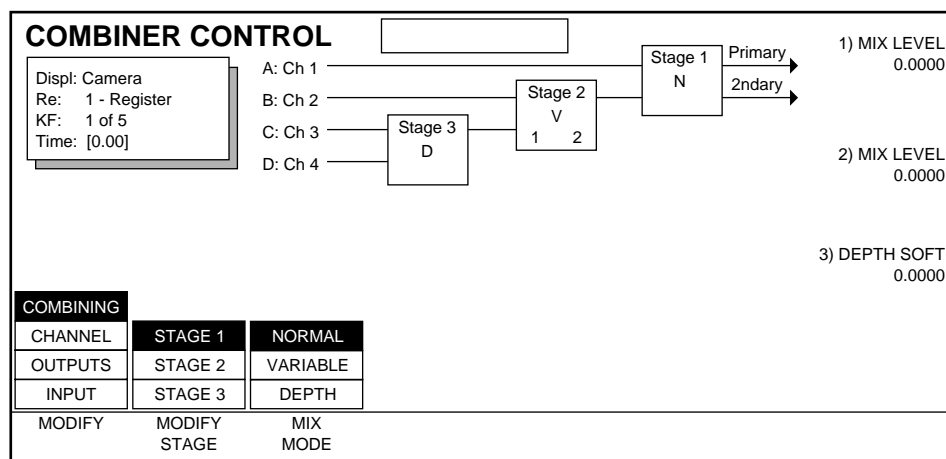 COMBINER CONTROL
Displ: Camera
Re: 1 - Register
KF: 1 of 5
Time: [0.00]
A: Ch 1
B: Ch 2
C: Ch 3
D: Ch 4
Stage 3
D
Stage 2
V
1 2
Stage 1
N
Primary
2ndary
1) MIX LEVEL
0.0000
2) MIX LEVEL
0.0000
3) DEPTH SOFT
0.0000
COMBINING
CHANNEL STAGE 1 NORMAL
OUTPUTS STAGE 2 VARIABLE
INPUT STAGE 3 DEPTH
MODIFY MODIFY MIX
STAGE MODE